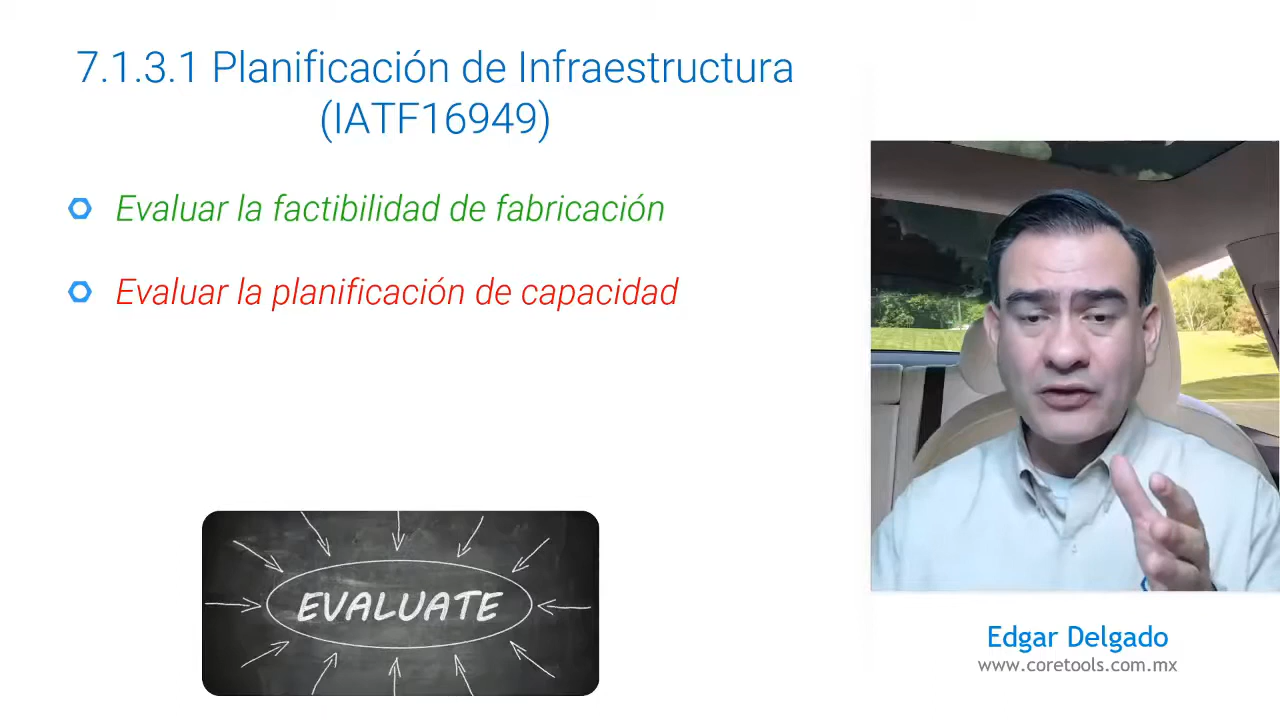 7.1.3.1 Planificación de Infraestructura
(IATF16949)
Evaluar la factibilidad de fabricación
Evaluar la planificación de capacidad
EVALUATE
Edgar Delgado
www.coretools.com.mx